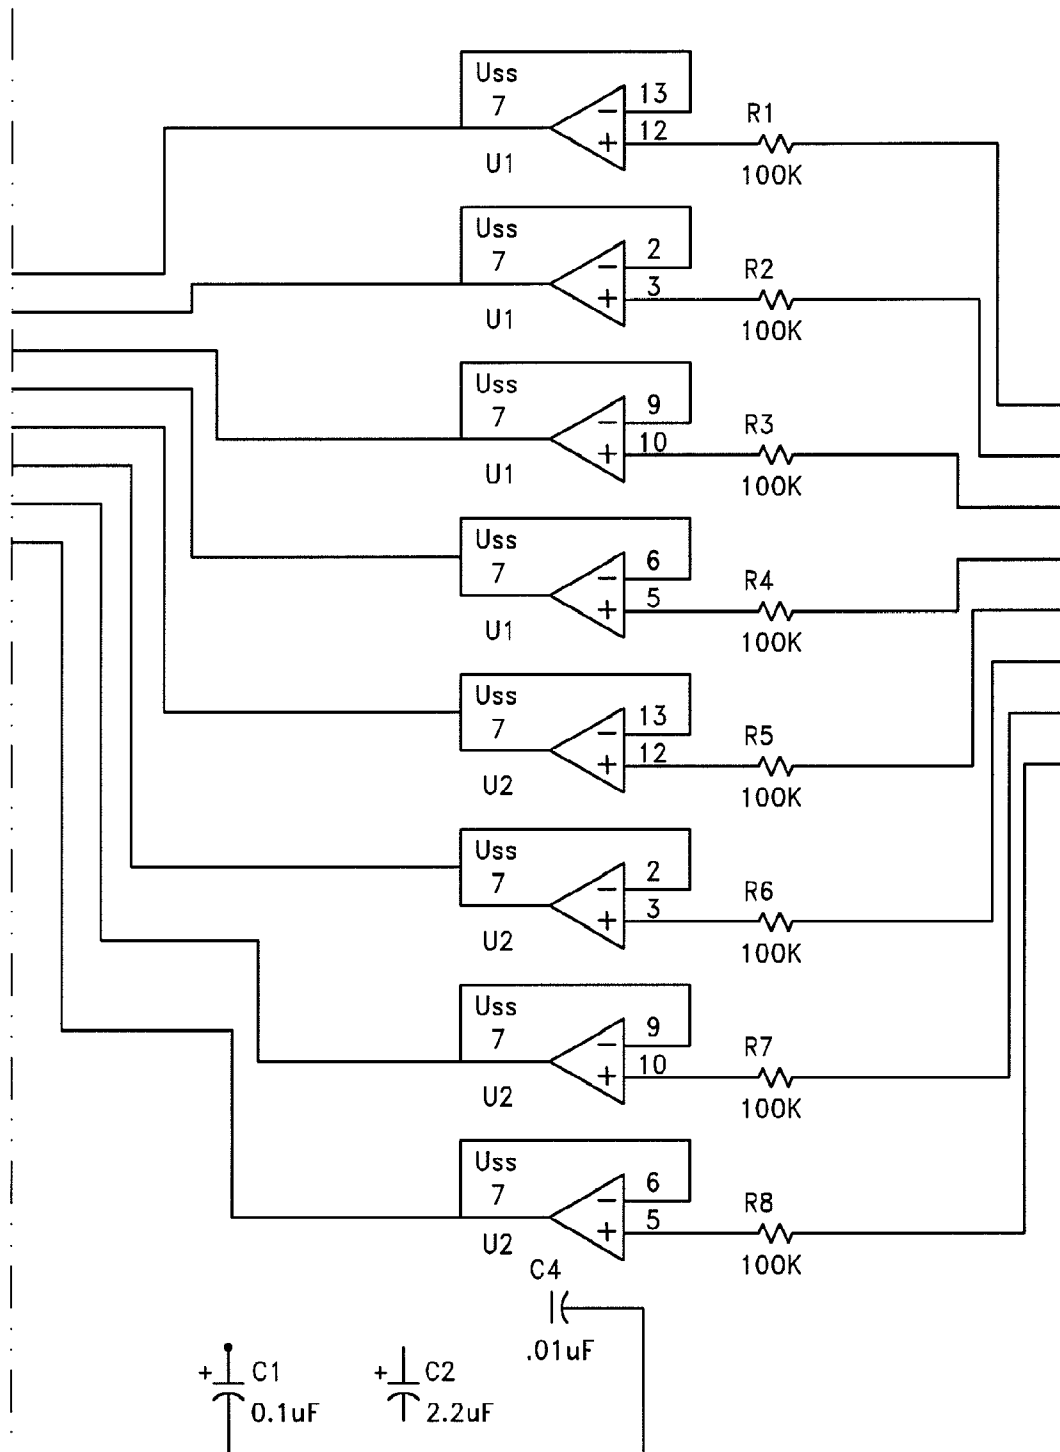 Uss
7
−
13
+
12
U1
R1
100K
Uss
7
−
2
+
3
U1
R2
100K
Uss
7
−
9
+
10
U1
R3
100K
Uss
7
−
6
+
5
U1
R4
100K
Uss
7
−
13
+
12
U2
R5
100K
Uss
7
−
2
+
3
U2
R6
100K
Uss
7
−
9
+
10
U2
R7
100K
Uss
7
−
6
+
5
U2
R8
100K
C4
.01uF
+
C1
0.1uF
+
C2
2.2uF